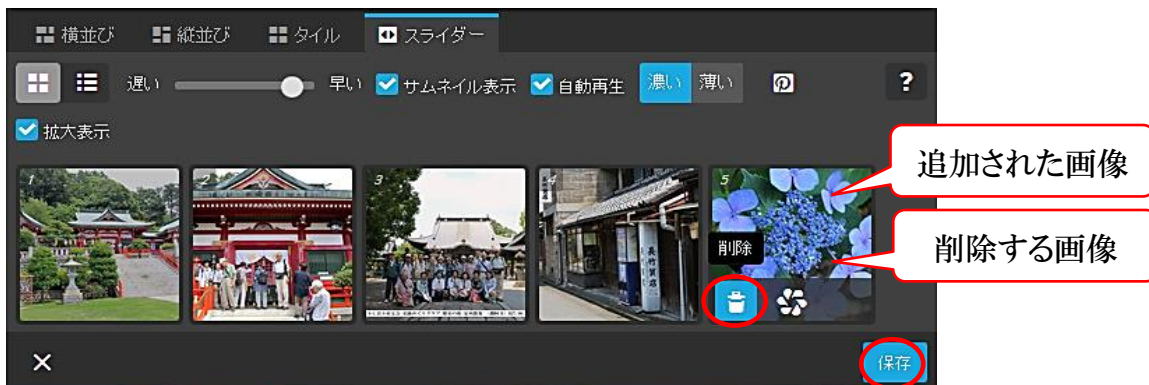 横並び 縦並び タイル スライダー
遅い 早い サムネイル表示 自動再生 濃い 薄い ?
拡大表示
追加された画像
1 2 3 4 5
削除する画像
削除
保存